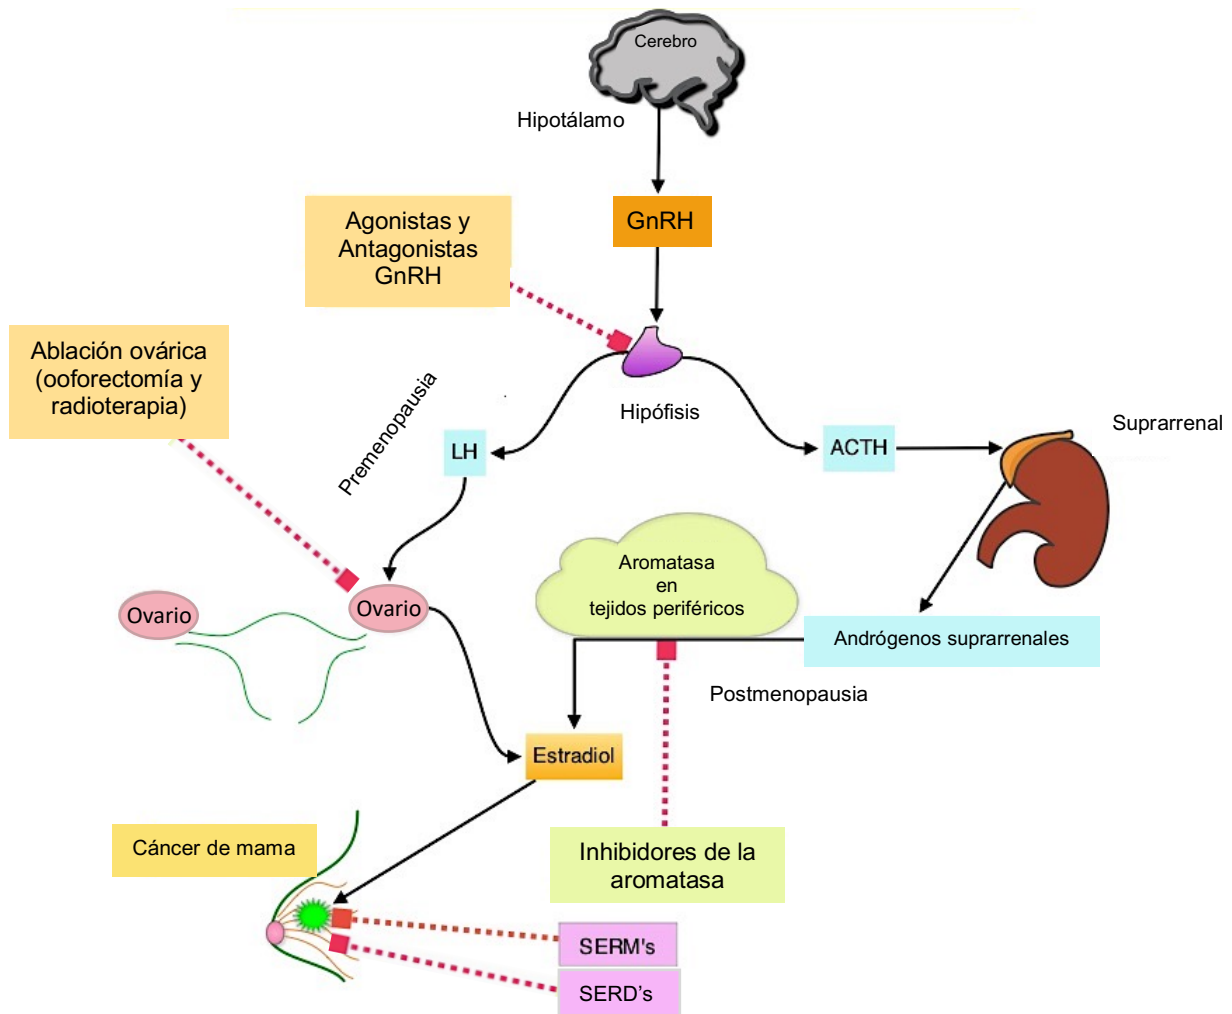 Cerebro
Hipotálamo
GnRH
Agonistas y
Antagonistas
GnRH
Ablación ovárica
(ooforectomía y
radioterapia)
Premenopausia
Hipófisis
LH
ACTH
Suprarrenal
Aromatasa
en
tejidos periféricos
Ovario
Ovario
Andrógenos suprarrenales
Postmenopausia
Estradiol
Cáncer de mama
Inhibidores de la
aromatasa
SERM's
SERD’s